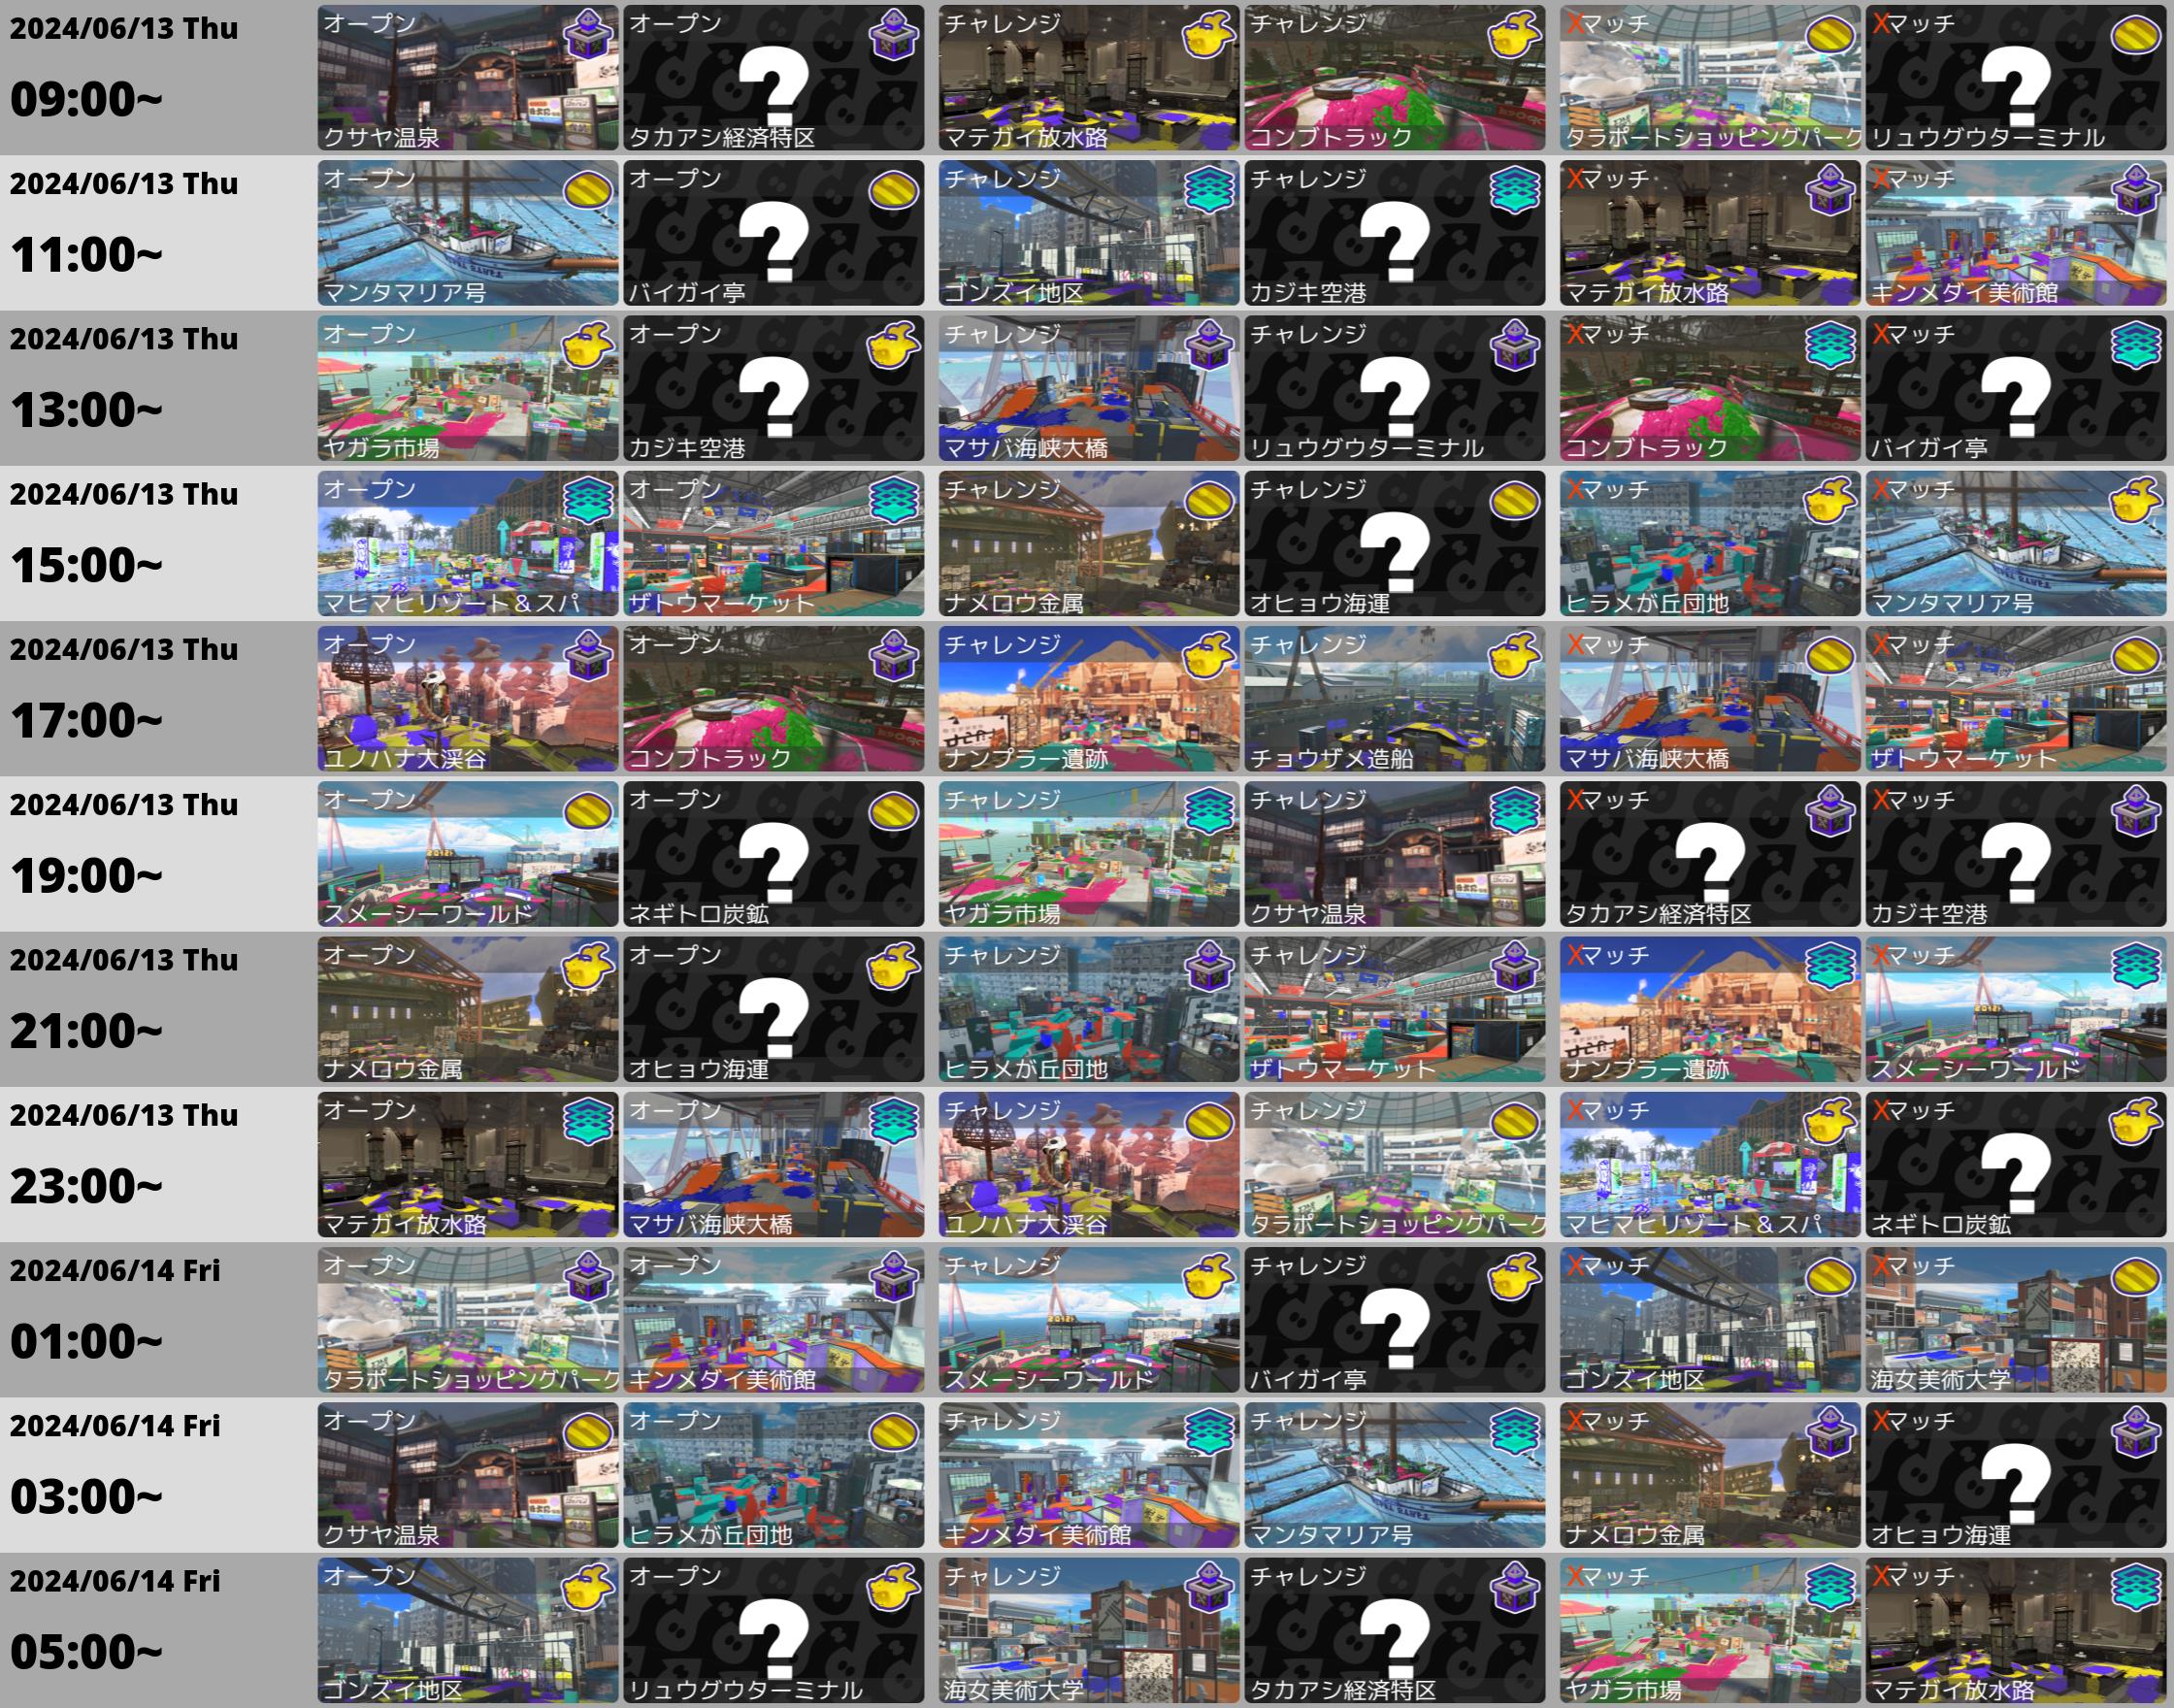 2024/06/13 Thu
09:00~
オープン
クサヤ温泉
オープン
タカアシ経済特区
チャレンジ
マテガイ放水路
チャレンジ
コンブトラック
Xマッチ
タラポートショッピングパーク
Xマッチ
リュウグウターミナル
2024/06/13 Thu
11:00~
オープン
マンタマリア号
オープン
バイガイ亭
チャレンジ
ゴンズイ地区
チャレンジ
カジキ空港
Xマッチ
マテガイ放水路
Xマッチ
キンメダイ美術館
2024/06/13 Thu
13:00~
オープン
ヤガラ市場
オープン
カジキ空港
チャレンジ
マサバ海峡大橋
チャレンジ
リュウグウターミナル
Xマッチ
コンブトラック
Xマッチ
バイガイ亭
2024/06/13 Thu
15:00~
オープン
マヒマヒリゾート＆スパ
オープン
ザトウマーケット
チャレンジ
ナメロウ金属
チャレンジ
オヒョウ海運
Xマッチ
ヒラメが丘団地
Xマッチ
マンタマリア号
2024/06/13 Thu
17:00~
オープン
ユノハナ大渓谷
オープン
コンブトラック
チャレンジ
ナンプラー遺跡
チャレンジ
チョウザメ造船
Xマッチ
マサバ海峡大橋
Xマッチ
ザトウマーケット
2024/06/13 Thu
19:00~
オープン
スメーシーワールド
オープン
ネギトロ炭鉱
チャレンジ
ヤガラ市場
チャレンジ
クサヤ温泉
Xマッチ
タカアシ経済特区
Xマッチ
カジキ空港
2024/06/13 Thu
21:00~
オープン
ナメロウ金属
オープン
オヒョウ海運
チャレンジ
ヒラメが丘団地
チャレンジ
ザトウマーケット
Xマッチ
ナンプラー遺跡
Xマッチ
スメーシーワールド
2024/06/13 Thu
23:00~
オープン
マテガイ放水路
オープン
マサバ海峡大橋
チャレンジ
ユノハナ大渓谷
チャレンジ
タラポートショッピングパーク
Xマッチ
マヒマヒリゾート＆スパ
Xマッチ
ネギトロ炭鉱
2024/06/14 Fri
01:00~
オープン
タラポートショッピングパーク
オープン
キンメダイ美術館
チャレンジ
スメーシーワールド
チャレンジ
バイガイ亭
Xマッチ
ゴンズイ地区
Xマッチ
海女美術大学
2024/06/14 Fri
03:00~
オープン
クサヤ温泉
オープン
ヒラメが丘団地
チャレンジ
キンメダイ美術館
チャレンジ
マンタマリア号
Xマッチ
ナメロウ金属
Xマッチ
オヒョウ海運
2024/06/14 Fri
05:00~
オープン
ゴンズイ地区
オープン
リュウグウターミナル
チャレンジ
海女美術大学
チャレンジ
タカアシ経済特区
Xマッチ
ヤガラ市場
Xマッチ
マテガイ放水路